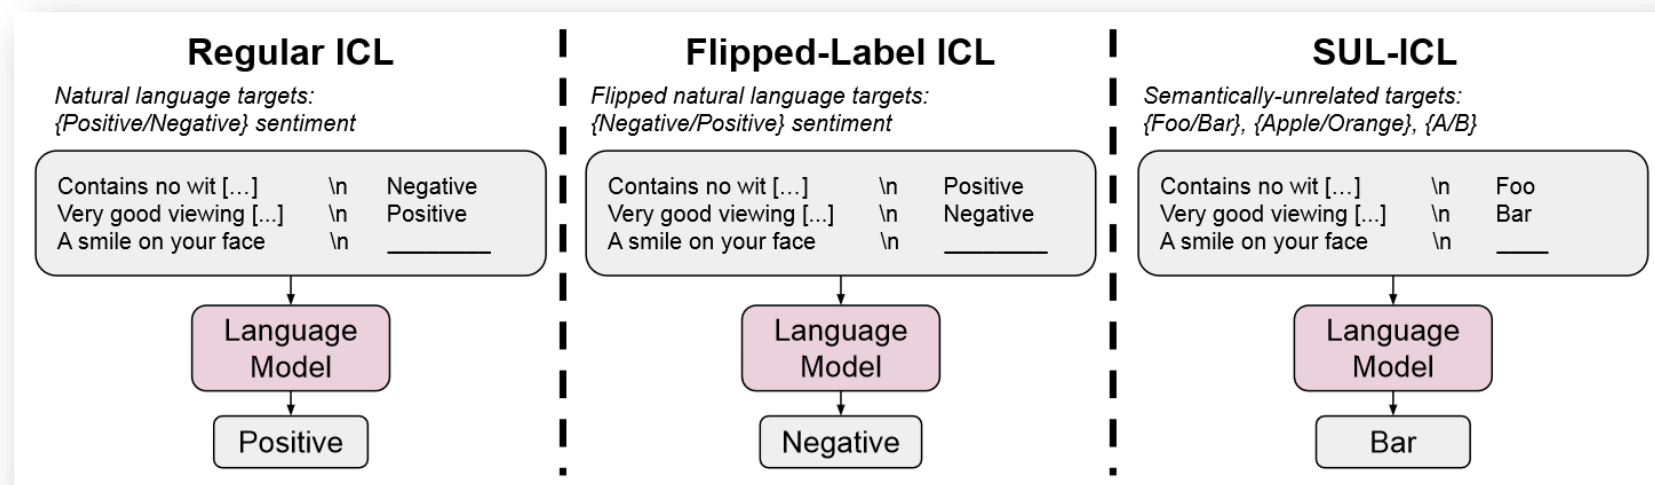 Regular ICL
Natural language targets:
{Positive/Negative} sentiment
Contains no wit […] \n Negative
Very good viewing [...] \n Positive
A smile on your face \n ________
Language
Model
Positive
Flipped-Label ICL
Flipped natural language targets:
{Negative/Positive} sentiment
Contains no wit […] \n Positive
Very good viewing [...] \n Negative
A smile on your face \n ________
Language
Model
Negative
SUL-ICL
Semantically-unrelated targets:
{Foo/Bar}, {Apple/Orange}, {A/B}
Contains no wit […] \n Foo
Very good viewing [...] \n Bar
A smile on your face \n ____
Language
Model
Bar